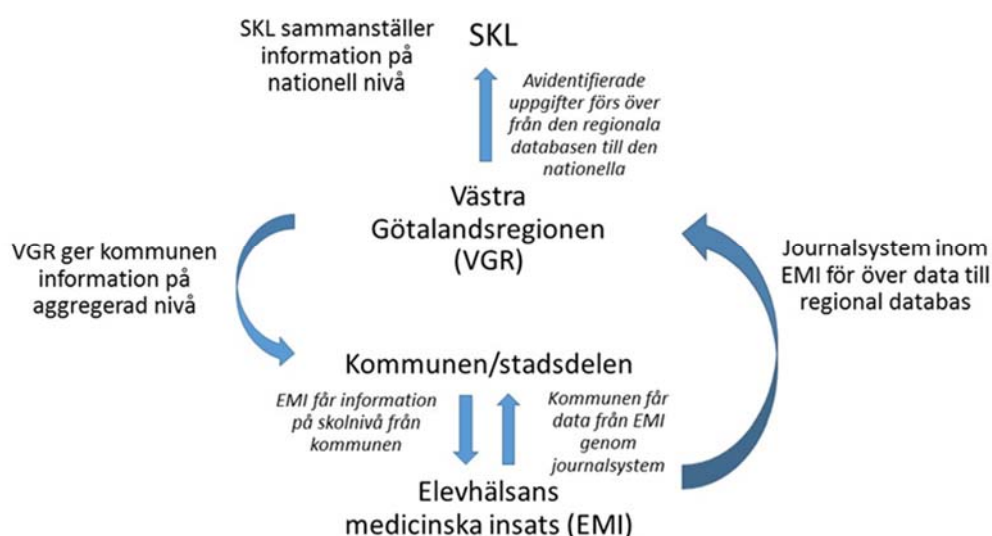 SKL sammanställer
information på
nationell nivå
SKL
Avidentifierade
uppgifter förs över
från den regionala
databasen till den
nationella
Västra
Götalandsregionen
(VGR)
VGR ger kommunen
information på
aggregerad nivå
Journalsystem inom
EMI för över data till
regional databas
Kommunen/stadsdelen
EMI får information
på skolnivå från
kommunen
Kommunen får
data från EMI
genom
journalsystem
Elevhälsans
medicinska insats (EMI)